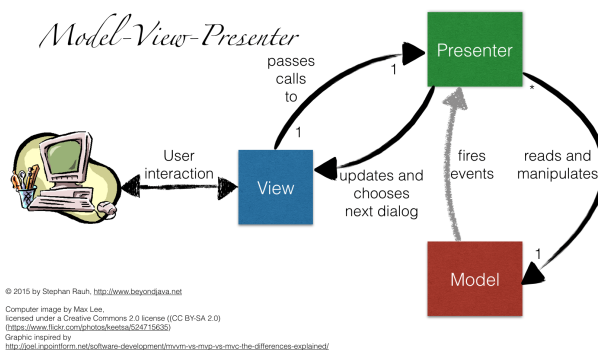 Model-View-Presenter
passes
calls
to
1
1
Presenter
*
User
interaction
View
updates and
chooses
next dialog
fires
events
reads and
manipulates
1
Model
© 2015 by Stephan Rauh, http://www.beyondjava.net
Computer image by Max Lee,
licensed under a Creative Commons 2.0 license ((CC BY-SA 2.0)
(https://www.flickr.com/photos/keetsa/524715635)
Graphic inspired by
http://joel.inpointform.net/software-development/mvvm-vs-mvp-vs-mvc-the-differences-explained/